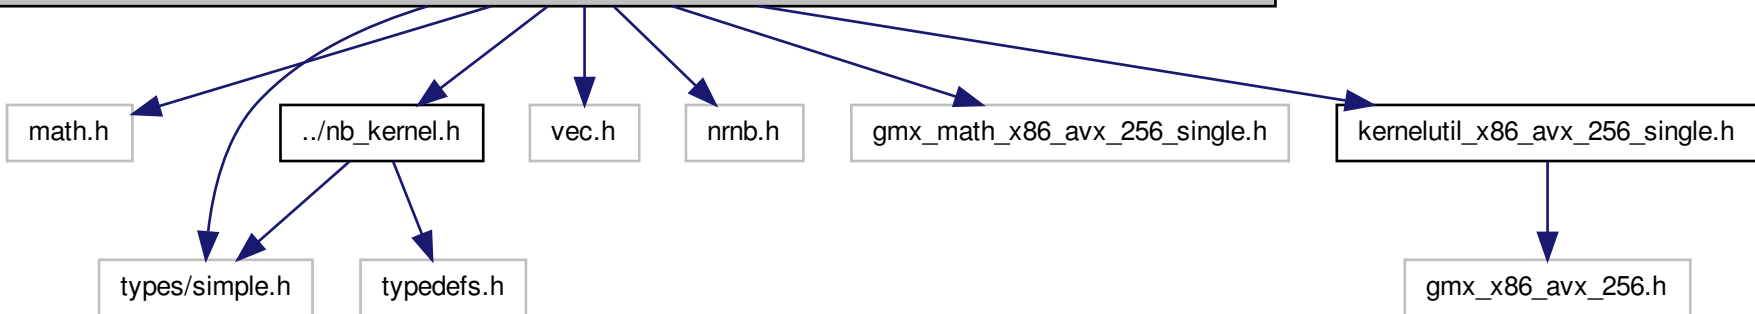 math.h
../nb_kernel.h
vec.h
nrnb.h
gmx_math_x86_avx_256_single.h
kernelutil_x86_avx_256_single.h
types/simple.h
typedefs.h
gmx_x86_avx_256.h